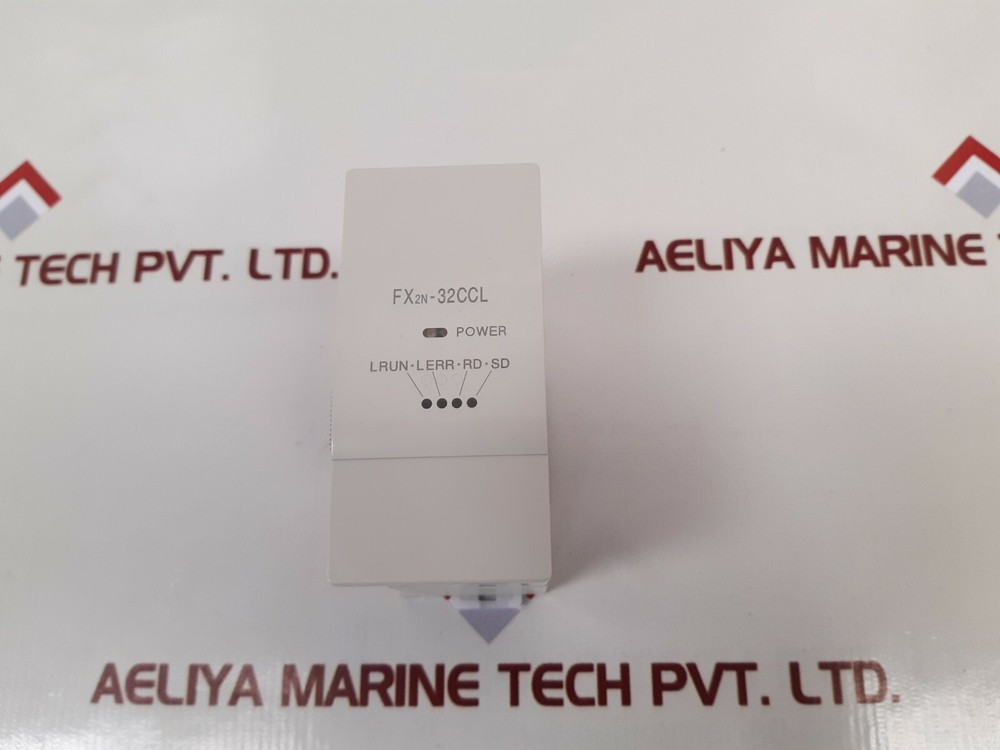 TECH PVT. LTD.
AELIYA MARINE
FX2N-32CCL
POWER
LRUN·LERR·RD·SD
AELIYA MARINE TECH PVT. LTD.